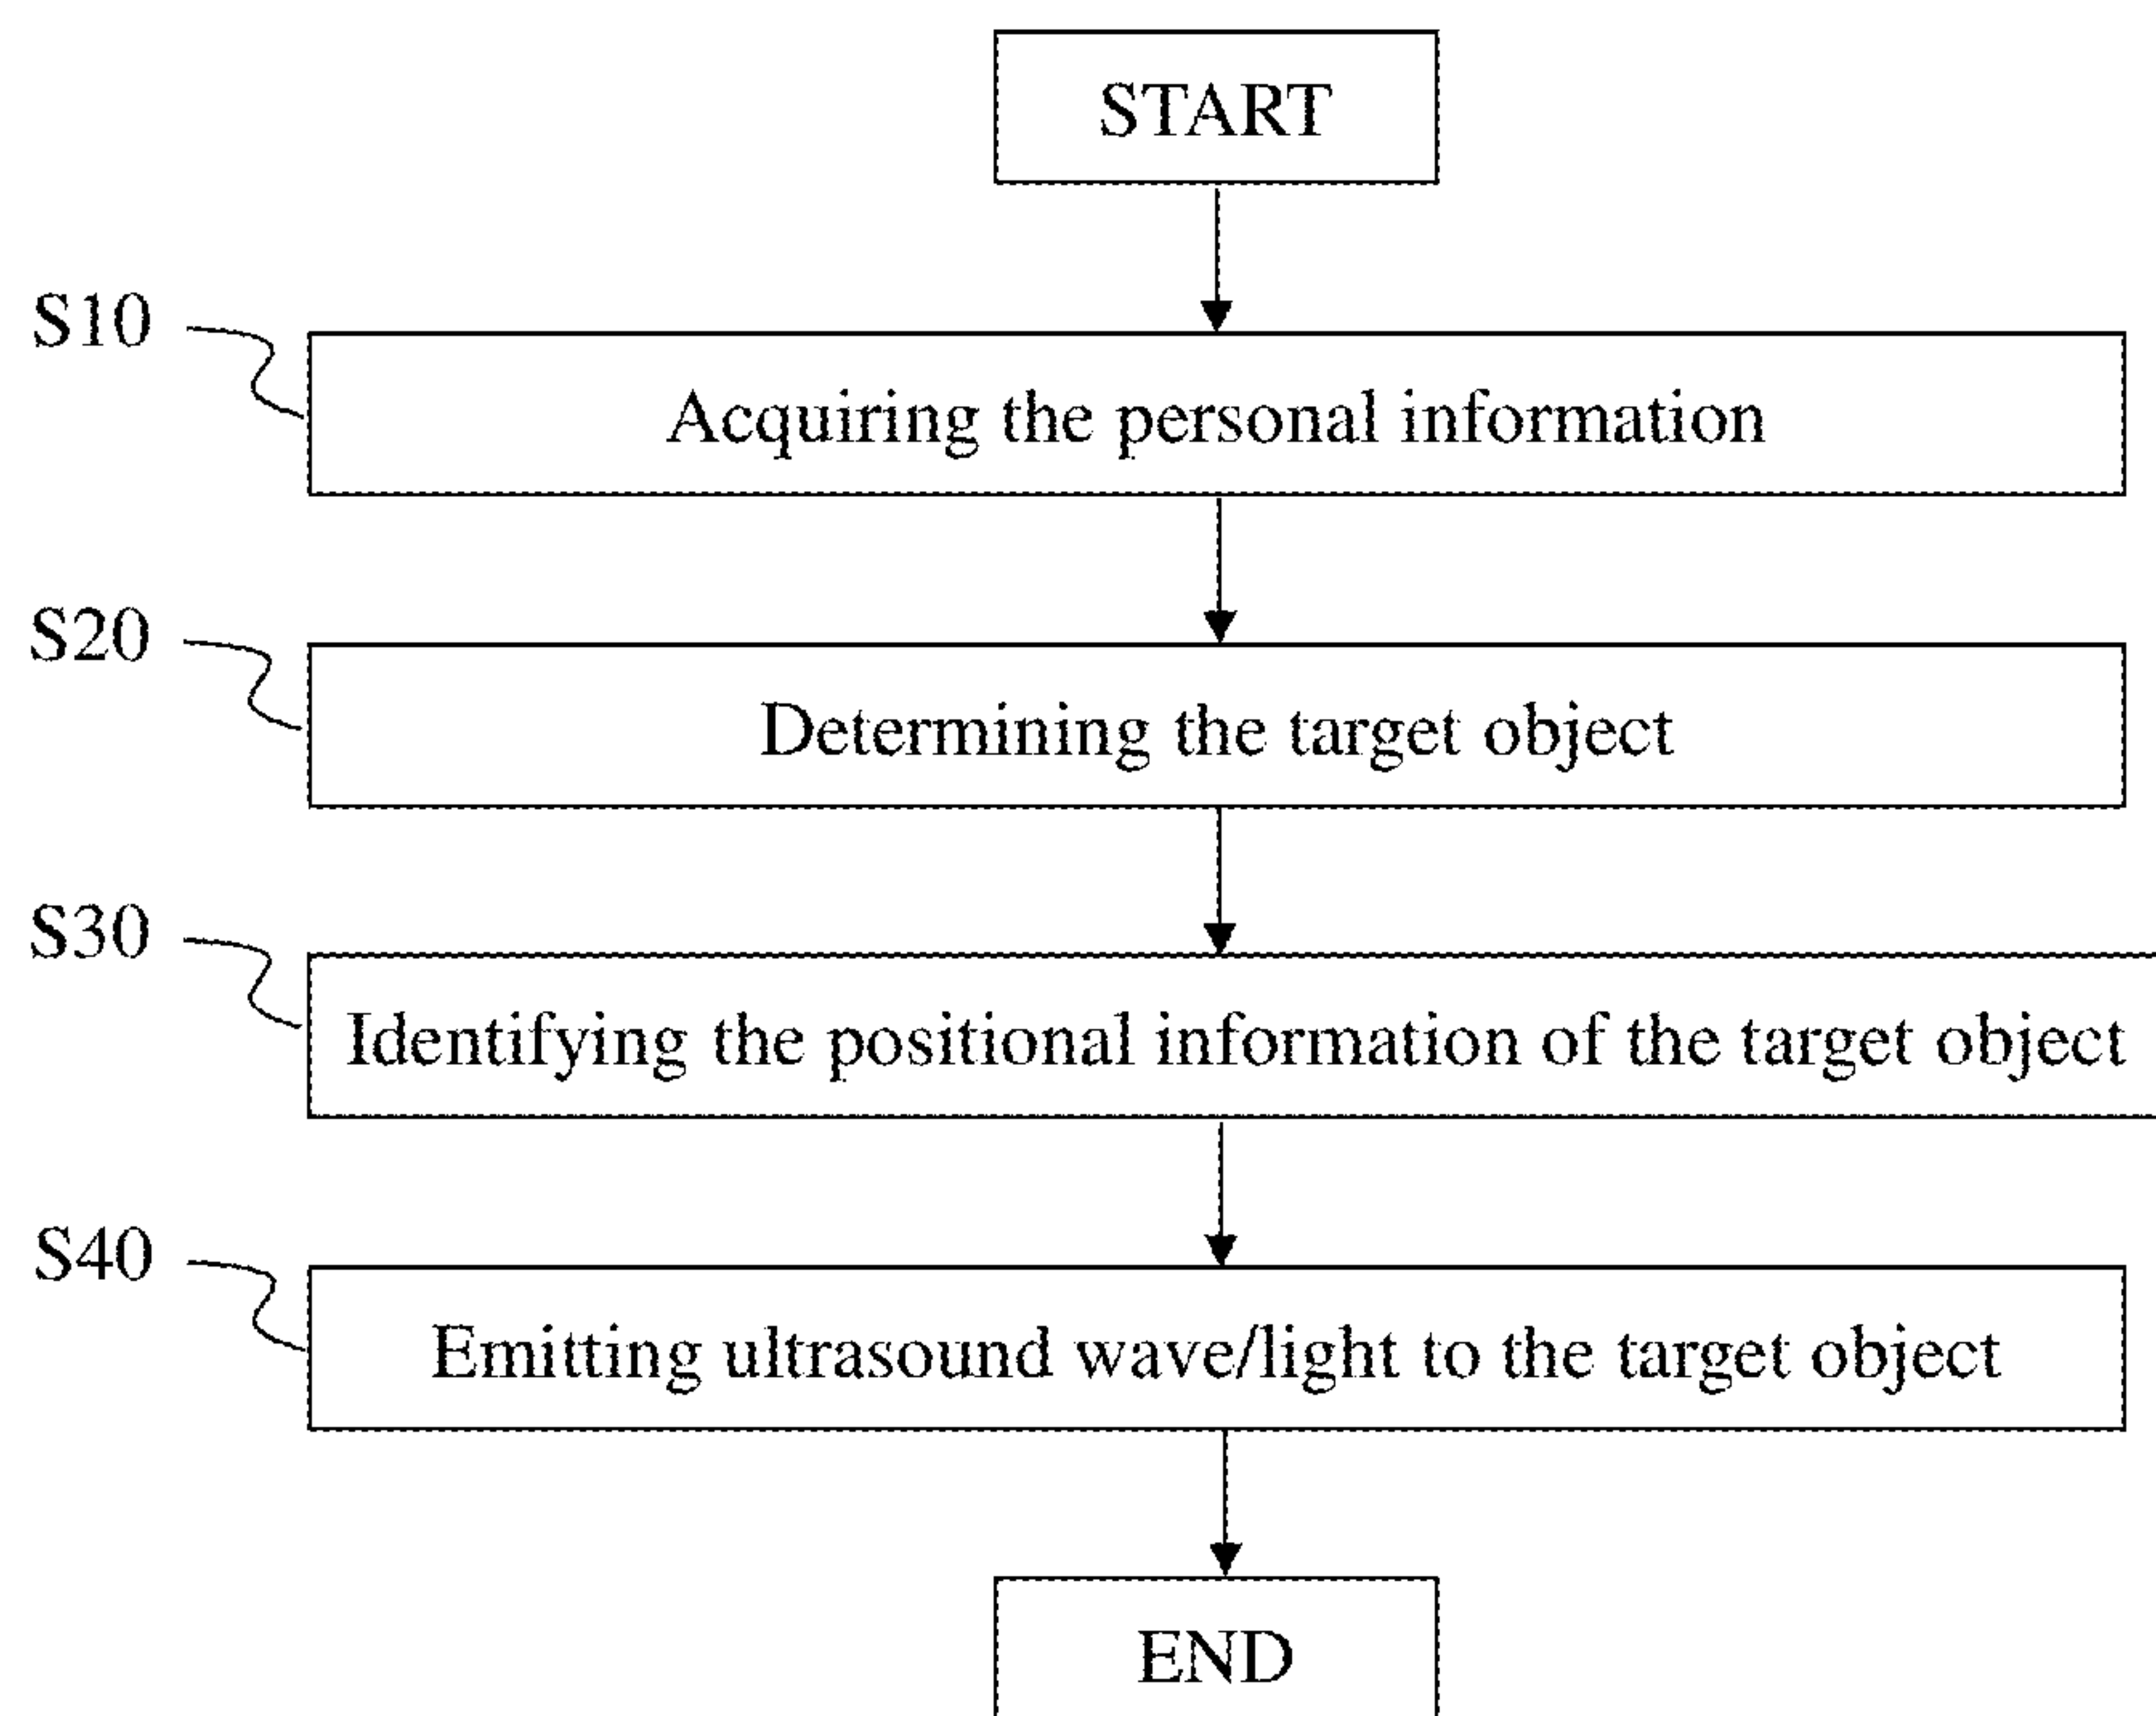 START
S10
Acquiring the personal information
S20
Determining the target object
S30
Identifying the positional information of the target object
S40
Emitting ultrasound wave/light to the target object
END